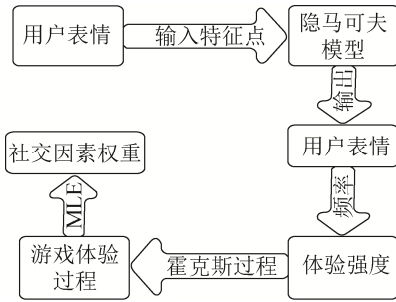 用户表情
输入特征点
隐马可夫
模型
输出
用户表情
频率
体验强度
霍克斯过程
游戏体验
过程
MLE
社交因素权重